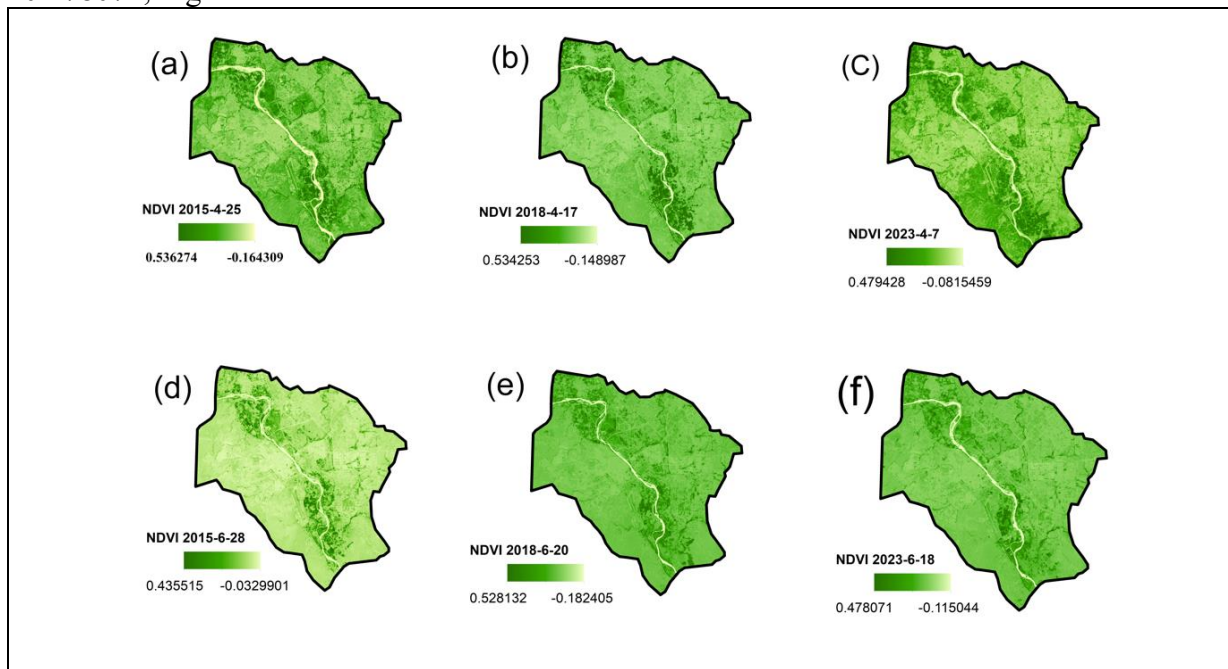 (a)
(b)
(C)
NDVI 2015-4-25
0.536274 -0.164309
NDVI 2018-4-17
0.534253 -0.148987
NDVI 2023-4-7
0.479428 -0.0815459
(d)
(e)
(f)
NDVI 2015-6-28
0.435515 -0.0329901
NDVI 2018-6-20
0.528132 -0.182405
NDVI 2023-6-18
0.478071 -0.115044